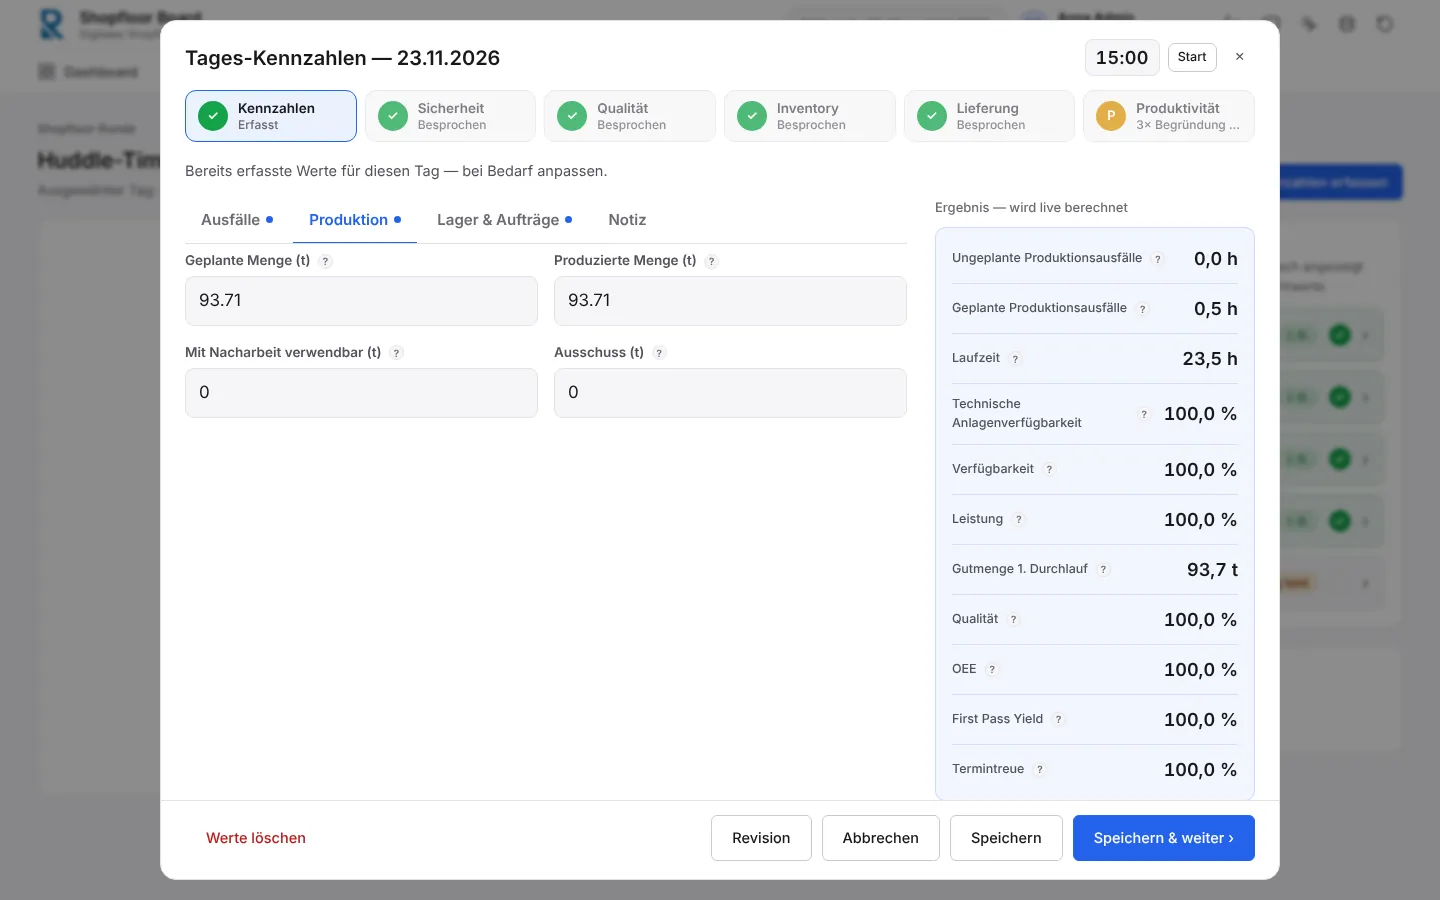 Shopfloor Board
Dashboard
Tages-Kennzahlen — 23.11.2026
15:00
Start
×
Kennzahlen
Erfasst
Sicherheit
Besprochen
Qualität
Besprochen
Inventory
Besprochen
Lieferung
Besprochen
P
Produktivität
3× Begründung ...
Bereits erfasste Werte für diesen Tag — bei Bedarf anpassen.
Ausfälle
Produktion
Lager & Aufträge
Notiz
Geplante Menge (t) ?
Produzierte Menge (t) ?
93.71
93.71
Mit Nacharbeit verwendbar (t) ?
Ausschuss (t) ?
0
0
Ergebnis — wird live berechnet
Ungeplante Produktionsausfälle ? 0,0 h
Geplante Produktionsausfälle ? 0,5 h
Laufzeit ? 23,5 h
Technische
Anlagenverfügbarkeit ? 100,0 %
Verfügbarkeit ? 100,0 %
Leistung ? 100,0 %
Gutmenge 1. Durchlauf ? 93,7 t
Qualität ? 100,0 %
OEE ? 100,0 %
First Pass Yield ? 100,0 %
Termintreue ? 100,0 %
Werte löschen
Revision
Abbrechen
Speichern
Speichern & weiter ›